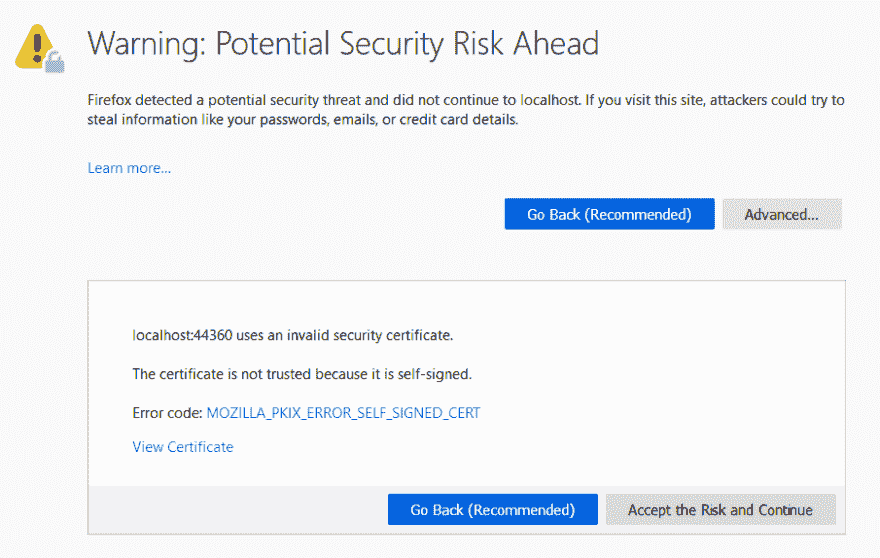 Warning: Potential Security Risk Ahead
Firefox detected a potential security threat and did not continue to localhost. If you visit this site, attackers could try to
steal information like your passwords, emails, or credit card details.
Learn more...
Go Back (Recommended) Advanced...
localhost:44360 uses an invalid security certificate.
The certificate is not trusted because it is self-signed.
Error code: MOZILLA_PKIX_ERROR_SELF_SIGNED_CERT
View Certificate
Go Back (Recommended) Accept the Risk and Continue